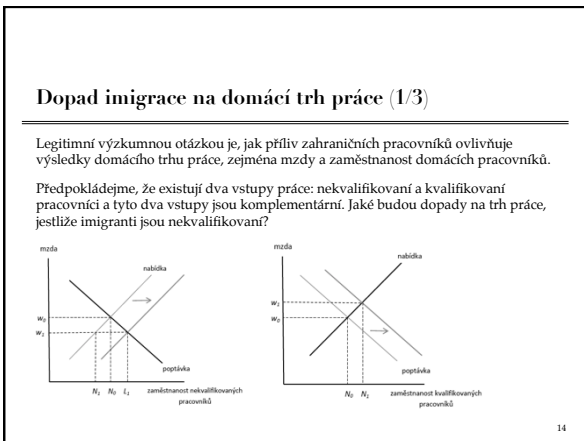 Dopad imigrace na domácí trh práce (1/3)
Legitimní výzkumnou otázkou je, jak příliv zahraničních pracovníků ovlivňuje
výsledky domácího trhu práce, zejména mzdy a zaměstnanost domácích pracovníků.
Předpokládejme, že existují dva vstupy práce: nekvalifikovaní a kvalifikovaní
pracovníci a tyto dva vstupy jsou komplementární. Jaké budou dopady na trh práce,
jestliže imigranti jsou nekvalifikovaní?
mzda
nabídka
w₀
w₁
poptávka
N₁ N₀ L₁
zaměstnanost nekvalifikovaných
pracovníků
mzda
nabídka
w₁
w₀
poptávka
N₀ N₁
zaměstnanost kvalifikovaných
pracovníků
14